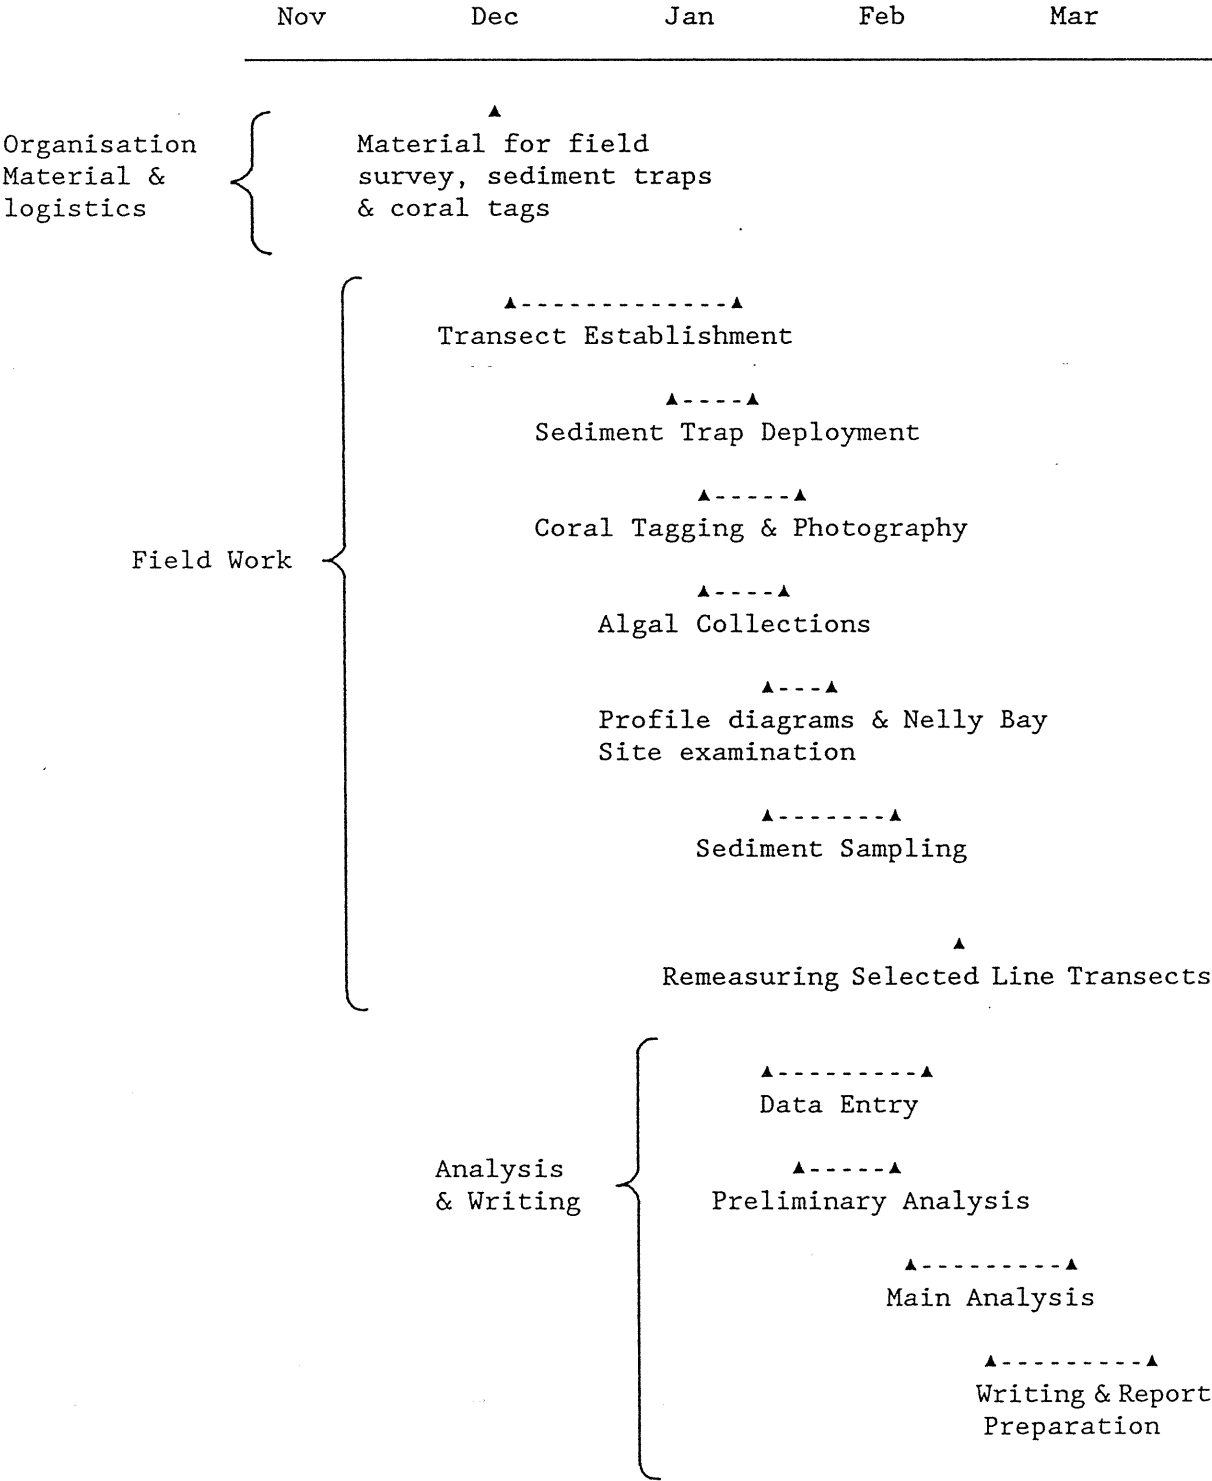 Nov Dec Jan Feb Mar
Organisation
Material &
logistics
Material for field
survey, sediment traps
& coral tags
Field Work
Transect Establishment
Sediment Trap Deployment
Coral Tagging & Photography
Algal Collections
Profile diagrams & Nelly Bay
Site examination
Sediment Sampling
Remeasuring Selected Line Transects
Analysis
& Writing
Data Entry
Preliminary Analysis
Main Analysis
Writing & Report
Preparation